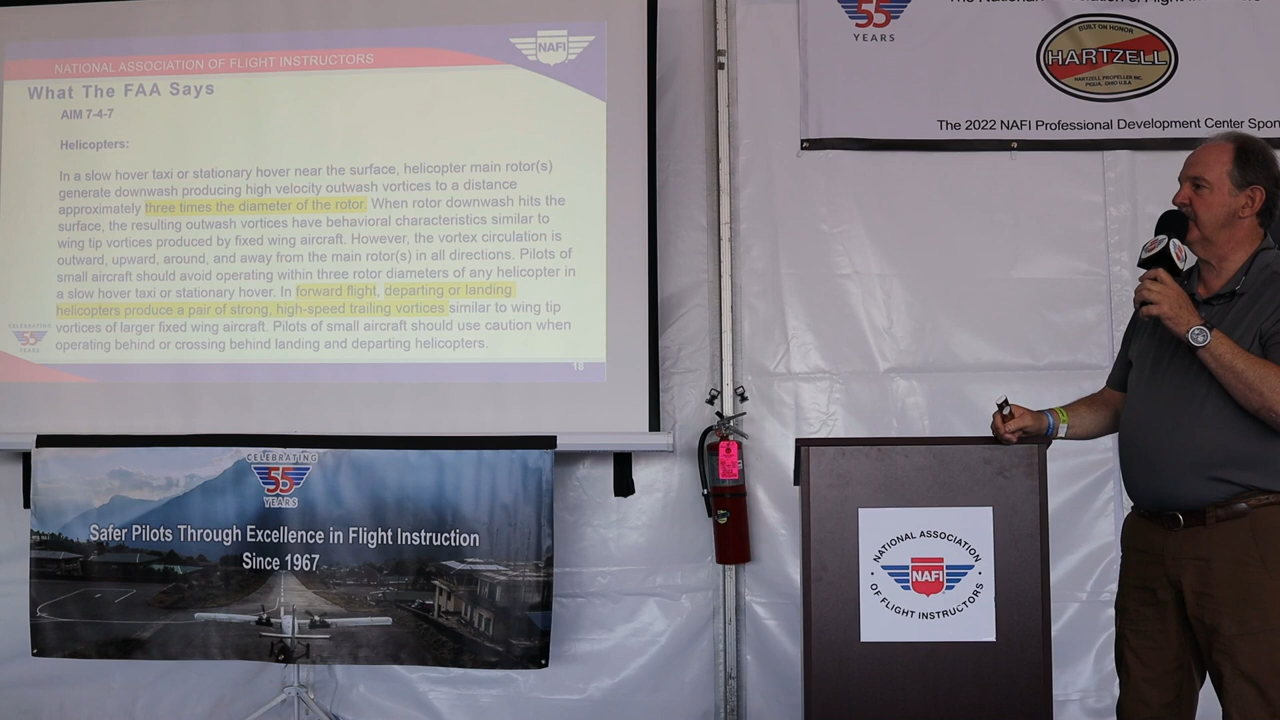 NATIONAL ASSOCIATION OF FLIGHT INSTRUCTORS
NAFI
What The FAA Says
AIM 7-4-7
Helicopters:
In a slow hover taxi or stationary hover near the surface, helicopter main rotor(s)
generate downwash producing high velocity outwash vortices to a distance
approximately three times the diameter of the rotor. When rotor downwash hits the
surface, the resulting outwash vortices have behavioral characteristics similar to
wing tip vortices produced by fixed wing aircraft. However, the vortex circulation is
outward, upward, around, and away from the main rotor(s) in all directions. Pilots of
small aircraft should avoid operating within three rotor diameters of any helicopter in
a slow hover taxi or stationary hover. In forward flight, departing or landing
helicopters produce a pair of strong, high-speed trailing vortices similar to wing tip
vortices of larger fixed wing aircraft. Pilots of small aircraft should use caution when
operating behind or crossing behind landing and departing helicopters.
CELEBRATING
55
YEARS
18
CELEBRATING
55
YEARS
Safer Pilots Through Excellence in Flight Instruction
Since 1967
55
YEARS
BUILT ON HONOR
HARTZELL
HARTZELL PROPELLER INC.
PIQUA, OHIO U.S.A
The 2022 NAFI Professional Development Center Spon
NATIONAL ASSOCIATION
NAFI
OF FLIGHT INSTRUCTORS